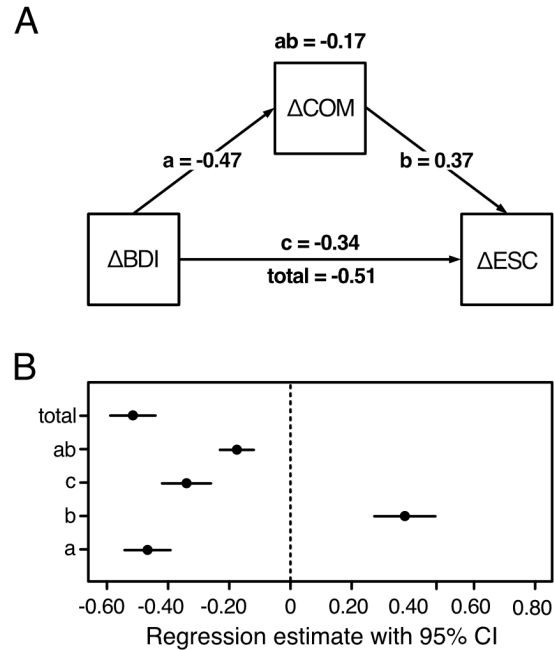 A
ab = -0.17
ΔCOM
a = -0.47
b = 0.37
ΔBDI
c = -0.34
total = -0.51
ΔESC
B
total
ab
c
b
a
-0.60 -0.40 -0.20 0 0.20 0.40 0.60 0.80
Regression estimate with 95% CI